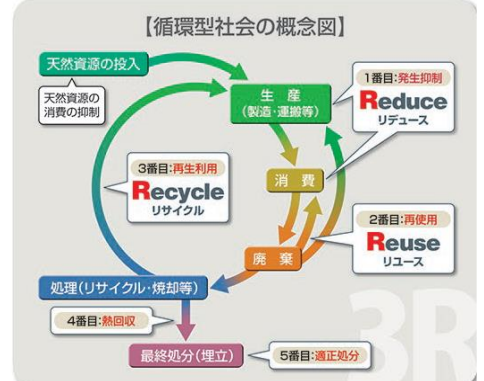 【循環型社会の概念図】
天然資源の投入
天然資源の
消費の抑制
生産
(製造・運搬等)
1番目:発生抑制
Reduce
リデュース
消費
3番目:再生利用
Recycle
リサイクル
2番目:再使用
Reuse
リユース
廃棄
処理(リサイクル・焼却等)
4番目:熱回収
最終処分(埋立)
5番目:適正処分
3R